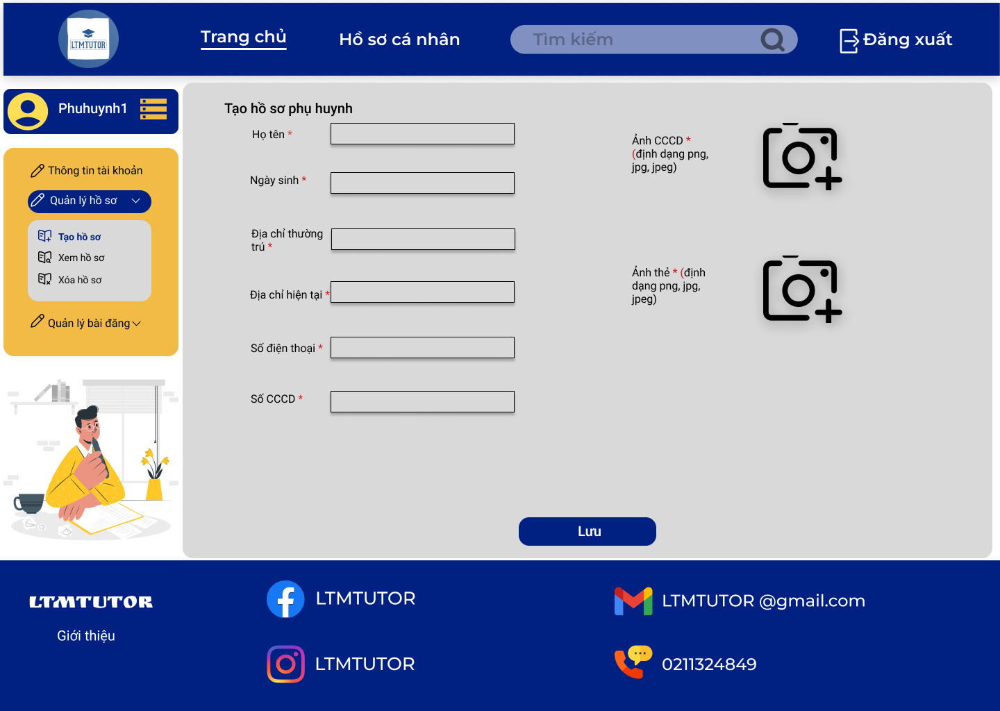 LTMTUTOR
Trang chủ
Hồ sơ cá nhân
Tìm kiếm
Đăng xuất
Phuhuynh1
Thông tin tài khoản
Quản lý hồ sơ
Tạo hồ sơ
Xem hồ sơ
Xóa hồ sơ
Quản lý bài đăng
Tạo hồ sơ phụ huynh
Họ tên *
Ngày sinh *
Địa chỉ thường
trú *
Địa chỉ hiện tại *
Số điện thoại *
Số CCCD *
Ảnh CCCD *
(định dạng png,
jpg, jpeg)
Ảnh thẻ * (định
dạng png, jpg,
jpeg)
Lưu
LTMTUTOR
Giới thiệu
LTMTUTOR
LTMTUTOR
LTMTUTOR @gmail.com
0211324849